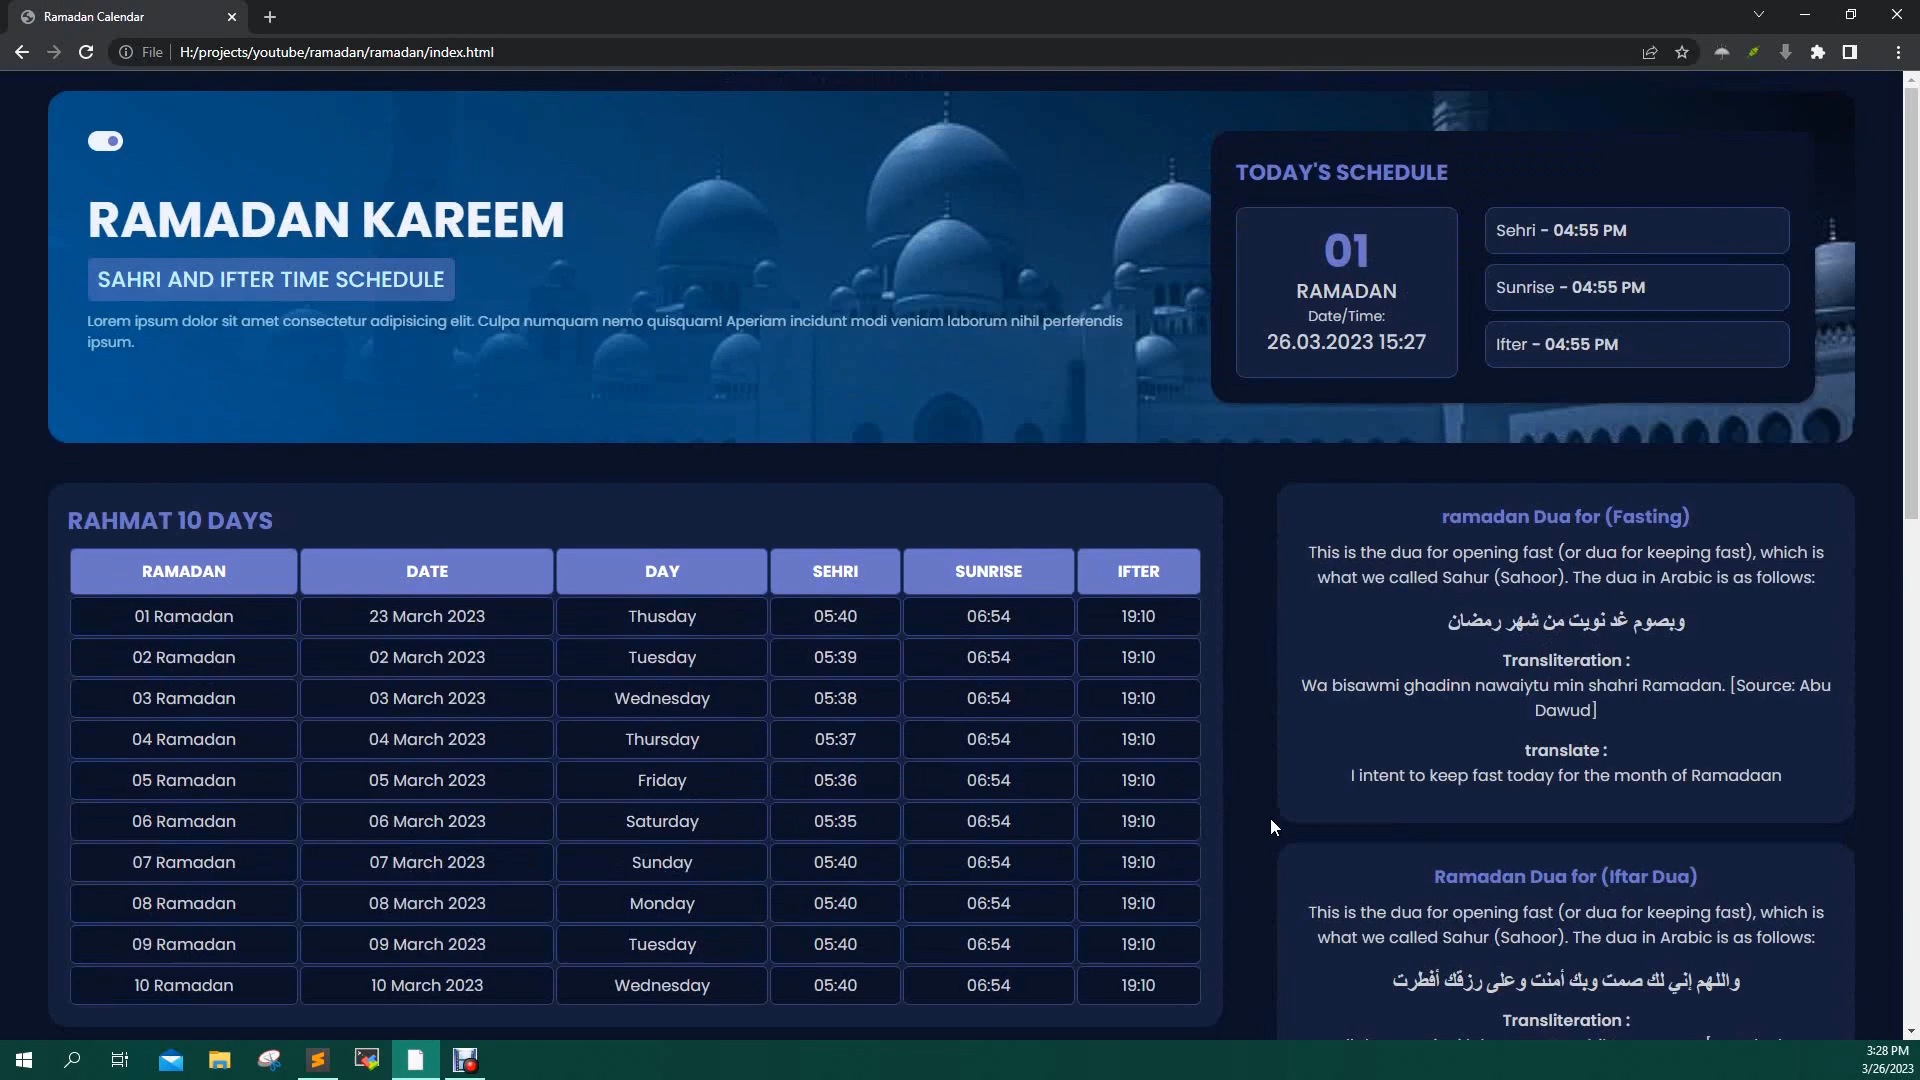 Ramadan Calendar
File
H:/projects/youtube/ramadan/ramadan/index.html
RAMADAN KAREEM
SAHRI AND IFTER TIME SCHEDULE
Lorem ipsum dolor sit amet consectetur adipisicing elit. Culpa numquam nemo quisquam! Aperiam incidunt modi veniam laborum nihil perferendis
ipsum.
TODAY'S SCHEDULE
01
RAMADAN
Date/Time:
26.03.2023 15:27
Sehri - 04:55 PM
Sunrise - 04:55 PM
Ifter - 04:55 PM
RAHMAT 10 DAYS
RAMADAN DATE DAY SEHRI SUNRISE IFTER
01 Ramadan 23 March 2023 Thusday 05:40 06:54 19:10
02 Ramadan 02 March 2023 Tuesday 05:39 06:54 19:10
03 Ramadan 03 March 2023 Wednesday 05:38 06:54 19:10
04 Ramadan 04 March 2023 Thursday 05:37 06:54 19:10
05 Ramadan 05 March 2023 Friday 05:36 06:54 19:10
06 Ramadan 06 March 2023 Saturday 05:35 06:54 19:10
07 Ramadan 07 March 2023 Sunday 05:40 06:54 19:10
08 Ramadan 08 March 2023 Monday 05:40 06:54 19:10
09 Ramadan 09 March 2023 Tuesday 05:40 06:54 19:10
10 Ramadan 10 March 2023 Wednesday 05:40 06:54 19:10
ramadan Dua for (Fasting)
This is the dua for opening fast (or dua for keeping fast), which is
what we called Sahur (Sahoor). The dua in Arabic is as follows:
وبصوم غد نويت من شهر رمضان
Transliteration :
Wa bisawmi ghadinn nawaiytu min shahri Ramadan. [Source: Abu
Dawud]
translate :
I intent to keep fast today for the month of Ramadaan
Ramadan Dua for (Iftar Dua)
This is the dua for opening fast (or dua for keeping fast), which is
what we called Sahur (Sahoor). The dua in Arabic is as follows:
واللهم إني لك صمت وبك أمنت وعلى رزقك أفطرت
Transliteration :
3:28 PM
3/26/2023